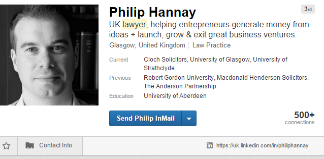 Philip Hannay
3rd
UK lawyer, helping entrepreneurs generate money from
ideas + launch, grow & exit great business ventures
Glasgow, United Kingdom | Law Practice
Current Cloch Solicitors, University of Glasgow, University of
Strathclyde
Previous Robert Gordon University, Macdonald Henderson Solicitors,
The Anderson Partnership
Education University of Aberdeen
Send Philip InMail
500+
connections
Contact Info
https://uk.linkedin.com/in/philiphannay